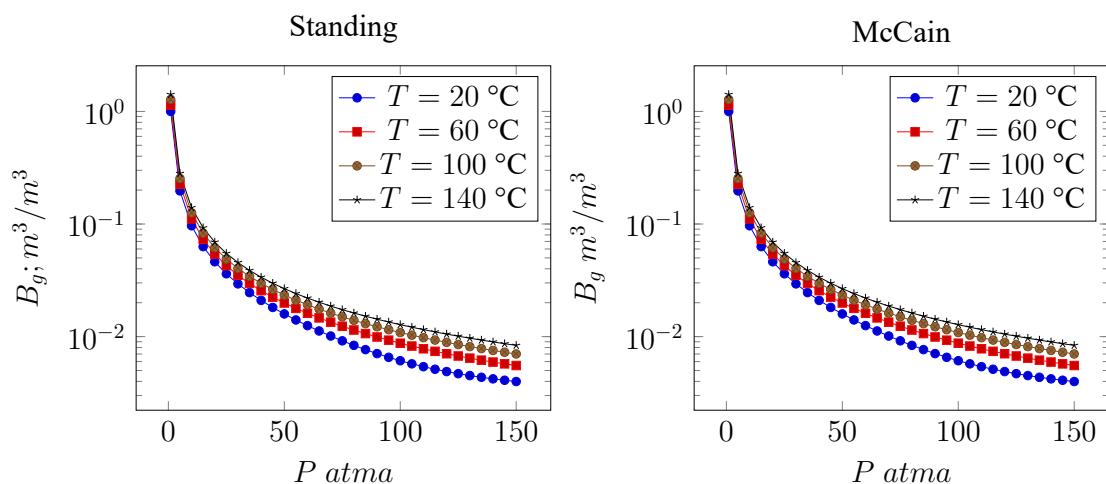 Standing
10^0
10^-1
10^-2
B_g; m^3/m^3
T = 20 °C
T = 60 °C
T = 100 °C
T = 140 °C
0 50 100 150
P atma
McCain
10^0
10^-1
10^-2
B_g m^3/m^3
T = 20 °C
T = 60 °C
T = 100 °C
T = 140 °C
0 50 100 150
P atma